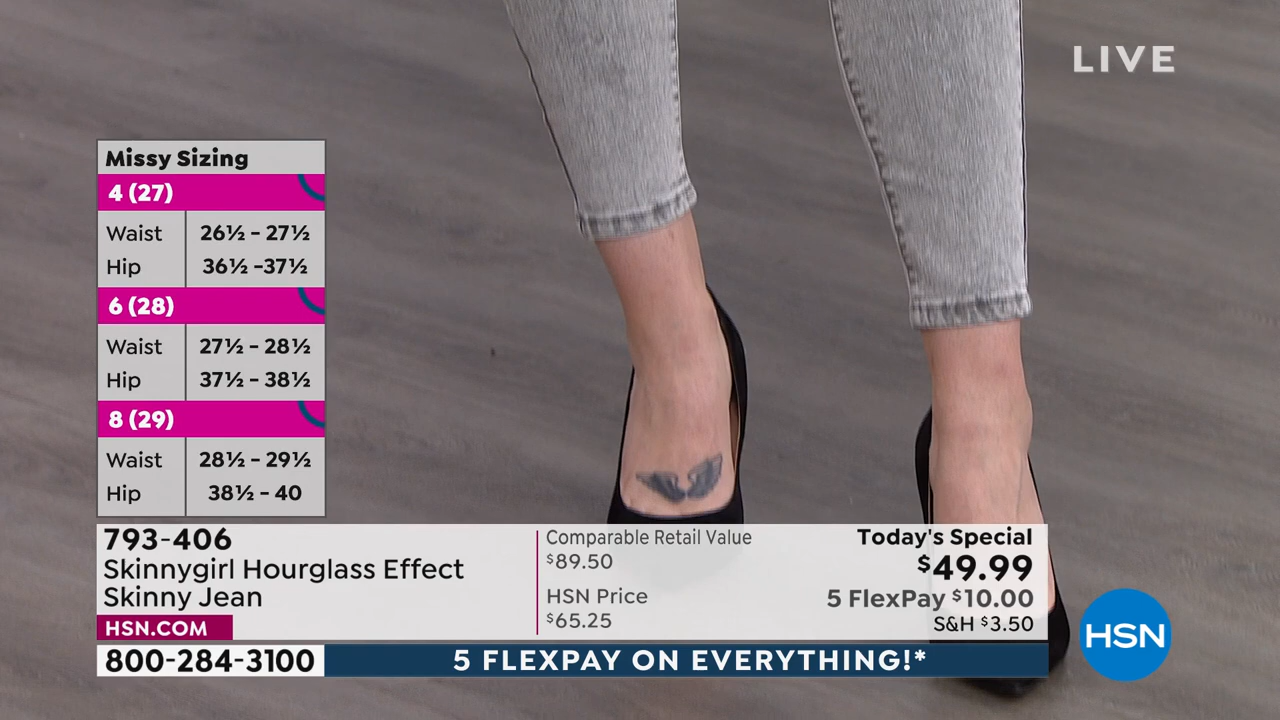 LIVE
Missy Sizing
4 (27)
Waist 26½ - 27½
Hip 36½ -37½
6 (28)
Waist 27½ - 28½
Hip 37½ - 38½
8 (29)
Waist 28½ - 29½
Hip 38½ - 40
793-406
Skinnygirl Hourglass Effect
Skinny Jean
HSN.COM
Comparable Retail Value
$89.50
HSN Price
$65.25
Today's Special
$49.99
5 FlexPay $10.00
S&H $3.50
HSN
800-284-3100
5 FLEXPAY ON EVERYTHING!*